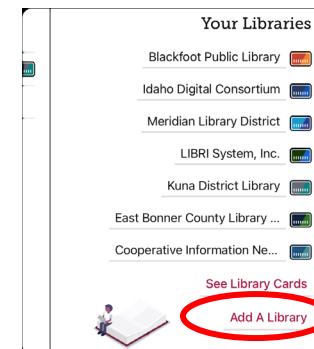 Your Libraries
Blackfoot Public Library
Idaho Digital Consortium
Meridian Library District
LIBRI System, Inc.
Kuna District Library
East Bonner County Library ...
Cooperative Information Ne...
See Library Cards
Add A Library